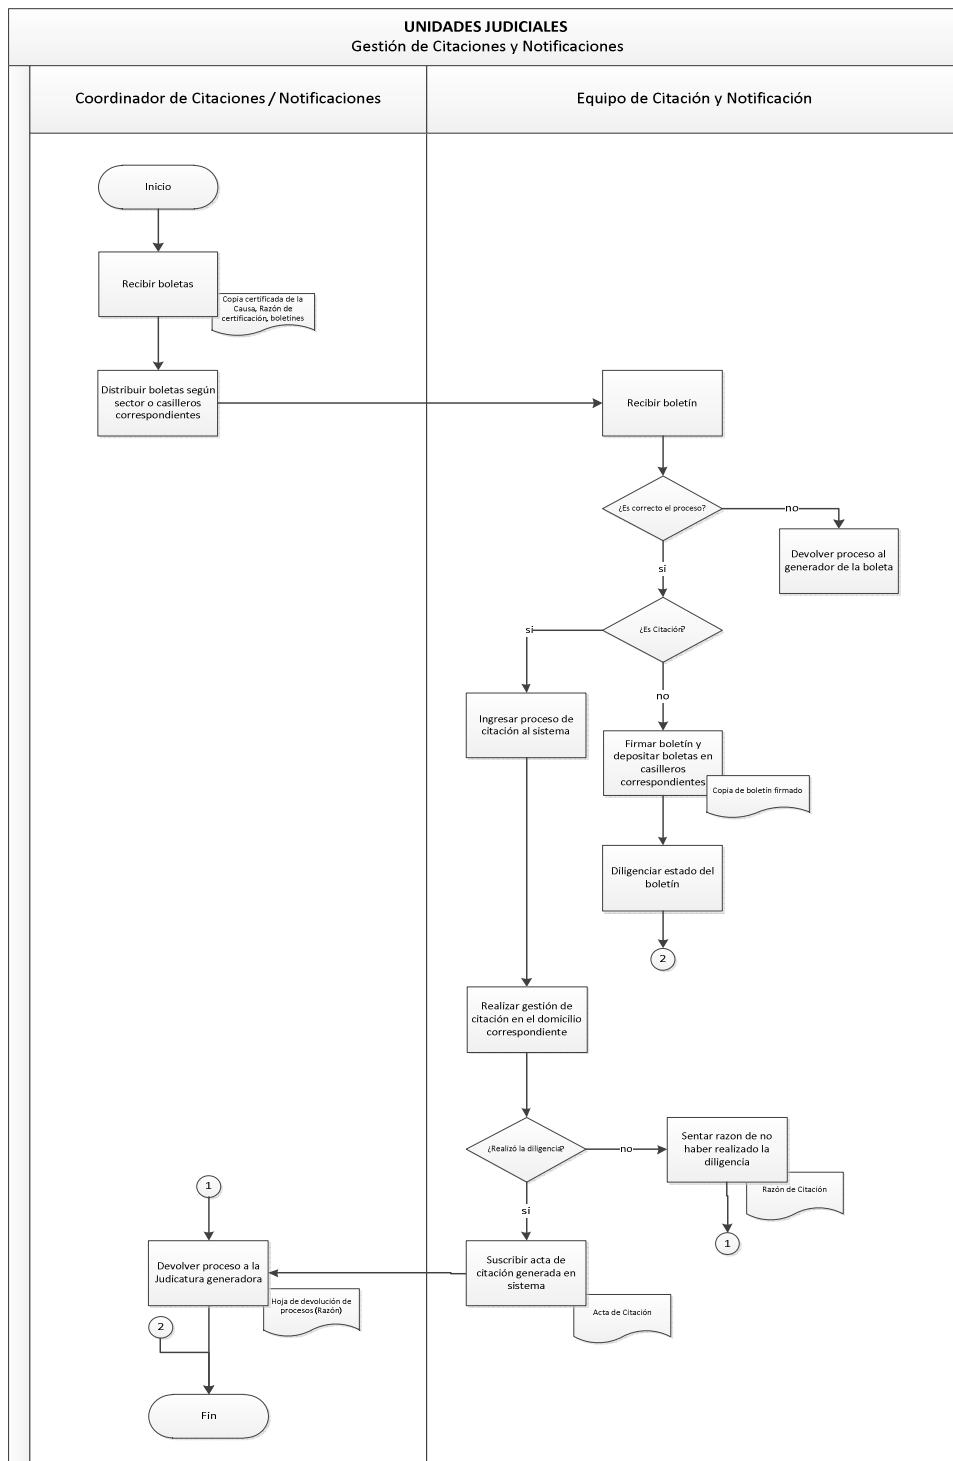 UNIDADES JUDICIALES
Gestión de Citaciones y Notificaciones
Coordinador de Citaciones / Notificaciones
Equipo de Citación y Notificación
Inicio
Recibir boletas
Copia certificada de la
Causa, Razón de
certificación, boletines
Distribuir boletas según
sector o casilleros
correspondientes
Recibir boletín
¿Es correcto el proceso?
no
Devolver proceso al
generador de la boleta
si
¿Es Citación?
si
no
Ingresar proceso de
citación al sistema
Firmar boletín y
depositar boletas en
casilleros
correspondientes
Copia de boletín firmado
Diligenciar estado del
boletín
2
Realizar gestión de
citación en el domicilio
correspondiente
¿Realizó la diligencia?
no
Sentar razon de no
haber realizado la
diligencia
Razón de Citación
1
si
1
Devolver proceso a la
Judicatura generadora
Hoja de devolución de
procesos (Razón)
Suscribir acta de
citación generada en
sistema
Acta de Citación
2
Fin